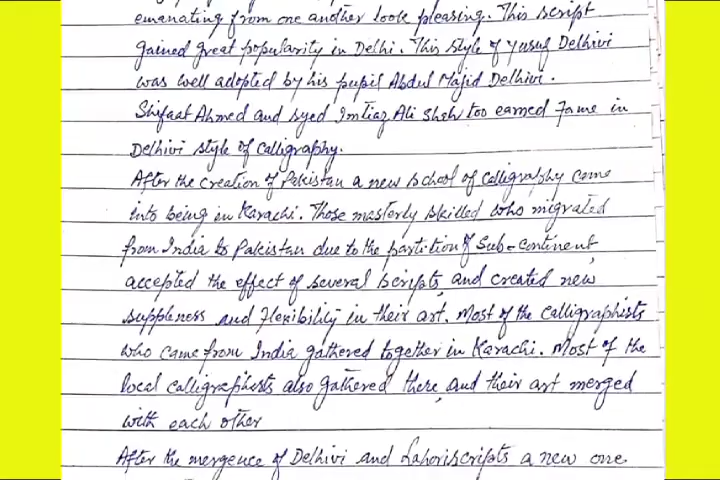 emanating from one another look pleasing. This script
gained great popularity in Delhi. This style of Yusuf Delhivi
was well adopted by his pupil Abdul Majid Delhivi.
Shifaat Ahmed and Syed Imtiaz Ali Shah too earned fame in
Delhivi style of calligraphy.
After the creation of Pakistan a new school of calligraphy came
into being in Karachi. Those masterly skilled who migrated
from India to Pakistan due to the partition of Sub-continent,
accepted the effect of several scripts, and created new
suppleness and flexibility in their art. Most of the calligraphists
who came from India gathered together in Karachi. Most of the
local calligraphists also gathered there, and their art merged
with each other
After the mergence of Delhivi and Lahori scripts a new one